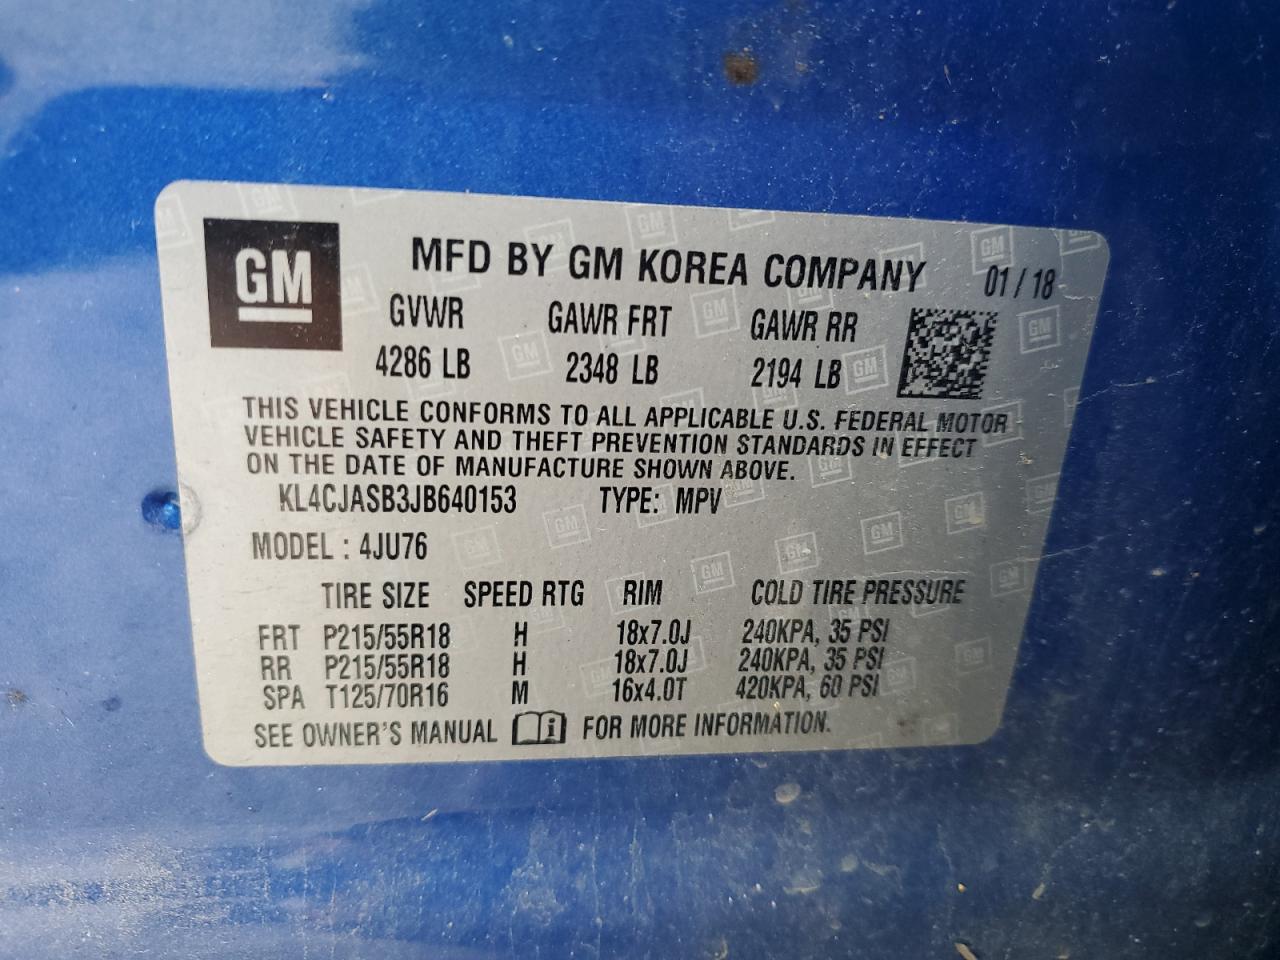 GM
MFD BY GM KOREA COMPANY 01/18
GVWR GAWR FRT GAWR RR
4286 LB 2348 LB 2194 LB
THIS VEHICLE CONFORMS TO ALL APPLICABLE U.S. FEDERAL MOTOR
VEHICLE SAFETY AND THEFT PREVENTION STANDARDS IN EFFECT
ON THE DATE OF MANUFACTURE SHOWN ABOVE.
KL4CJASB3JB640153 TYPE: MPV
MODEL : 4JU76
TIRE SIZE SPEED RTG RIM COLD TIRE PRESSURE
FRT P215/55R18 H 18x7.0J 240KPA, 35 PSI
RR P215/55R18 H 18x7.0J 240KPA, 35 PSI
SPA T125/70R16 M 16x4.0T 420KPA, 60 PSI
SEE OWNER'S MANUAL i FOR MORE INFORMATION.